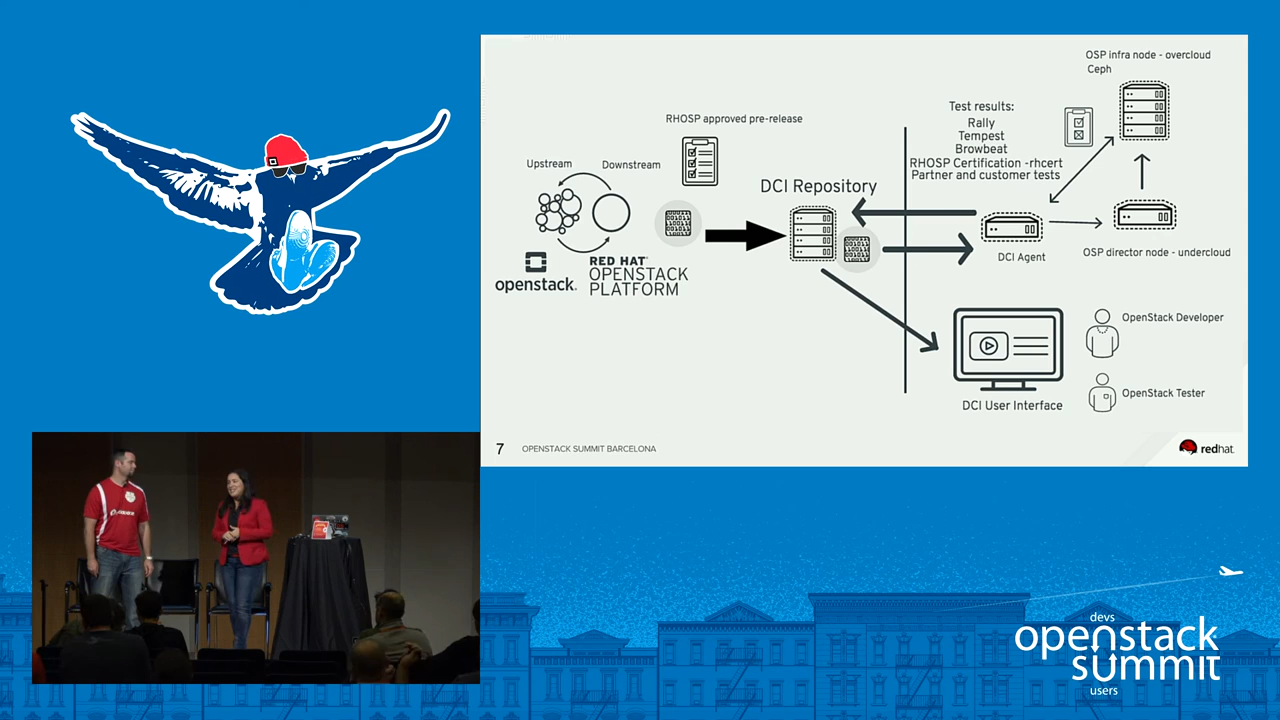 OSP infra node - overcloud
Ceph
Test results:
Rally
Tempest
Browbeat
RHOSP Certification -rhcert
Partner and customer tests
RHOSP approved pre-release
Upstream
Downstream
DCI Repository
openstack.
RED HAT
OPENSTACK
PLATFORM
DCI Agent
OSP director node - undercloud
OpenStack Developer
OpenStack Tester
DCI User Interface
7
OPENSTACK SUMMIT BARCELONA
redhat.
devs
openstack
summit
users